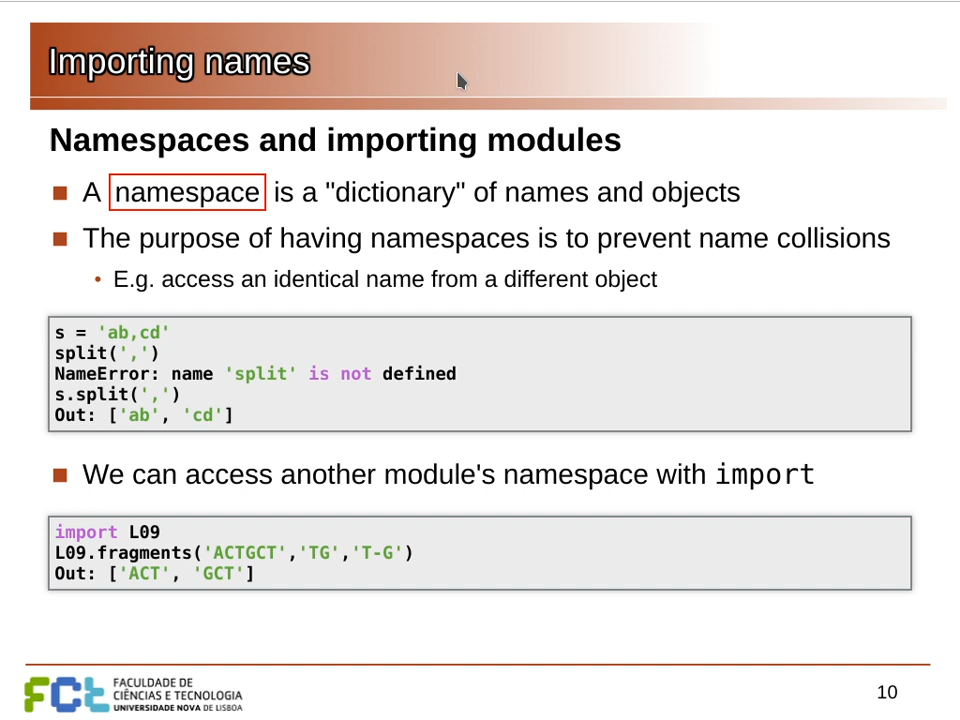 Importing names
Namespaces and importing modules
A namespace is a "dictionary" of names and objects
The purpose of having namespaces is to prevent name collisions
E.g. access an identical name from a different object
s = 'ab,cd'
split(',')
NameError: name 'split' is not defined
s.split(',')
Out: ['ab', 'cd']
We can access another module's namespace with import
import L09
L09.fragments('ACTGCT','TG','T-G')
Out: ['ACT', 'GCT']
FCt
FACULDADE DE
CIÊNCIAS E TECNOLOGIA
UNIVERSIDADE NOVA DE LISBOA
10